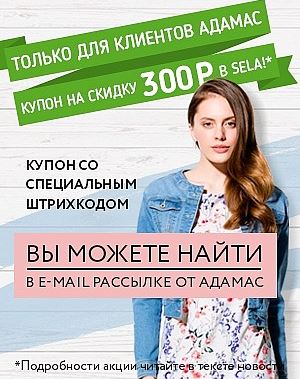 ТОЛЬКО ДЛЯ КЛИЕНТОВ АДАМАС
КУПОН НА СКИДКУ 300 Р В SELA!*
КУПОН СО
СПЕЦИАЛЬНЫМ
ШТРИХКОДОМ
ВЫ МОЖЕТЕ НАЙТИ
В E-MAIL РАССЫЛКЕ ОТ АДАМАС
*Подробности акции читайте в тексте новости